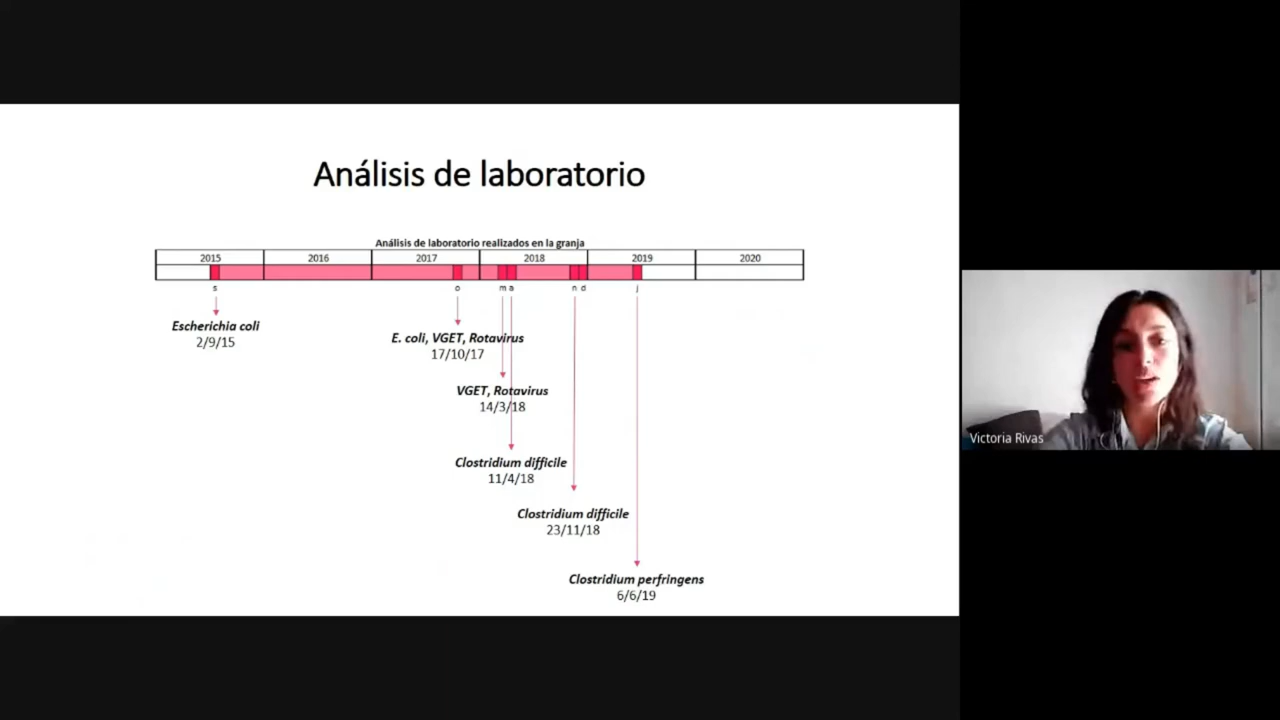 Análisis de laboratorio
Análisis de laboratorio realizados en la granja
2015 2016 2017 2018 2019 2020
s o m a n d j
Escherichia coli
2/9/15
E. coli, VGET, Rotavirus
17/10/17
VGET, Rotavirus
14/3/18
Clostridium difficile
11/4/18
Clostridium difficile
23/11/18
Clostridium perfringens
6/6/19
Victoria Rivas